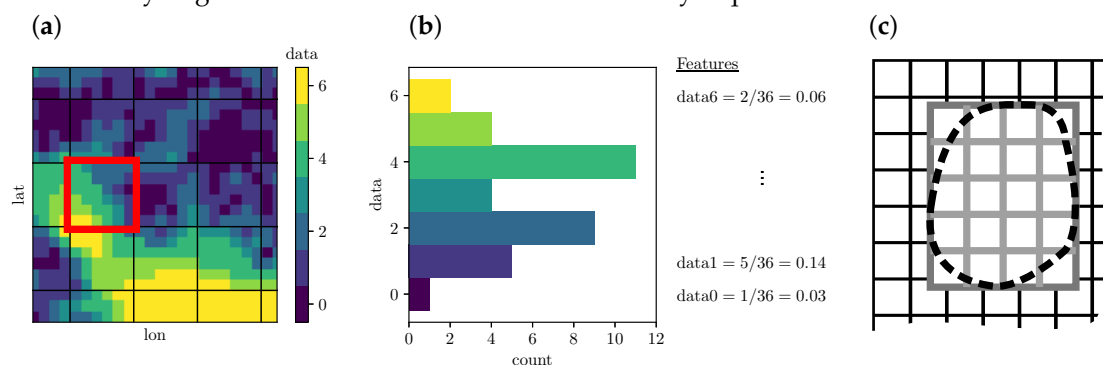 (a)
data
6
4
2
0
lat
lon
(b)
6
4
2
0
data
0 2 4 6 8 10 12
count
Features
data6 = 2/36 = 0.06
⋮
data1 = 5/36 = 0.14
data0 = 1/36 = 0.03
(c)